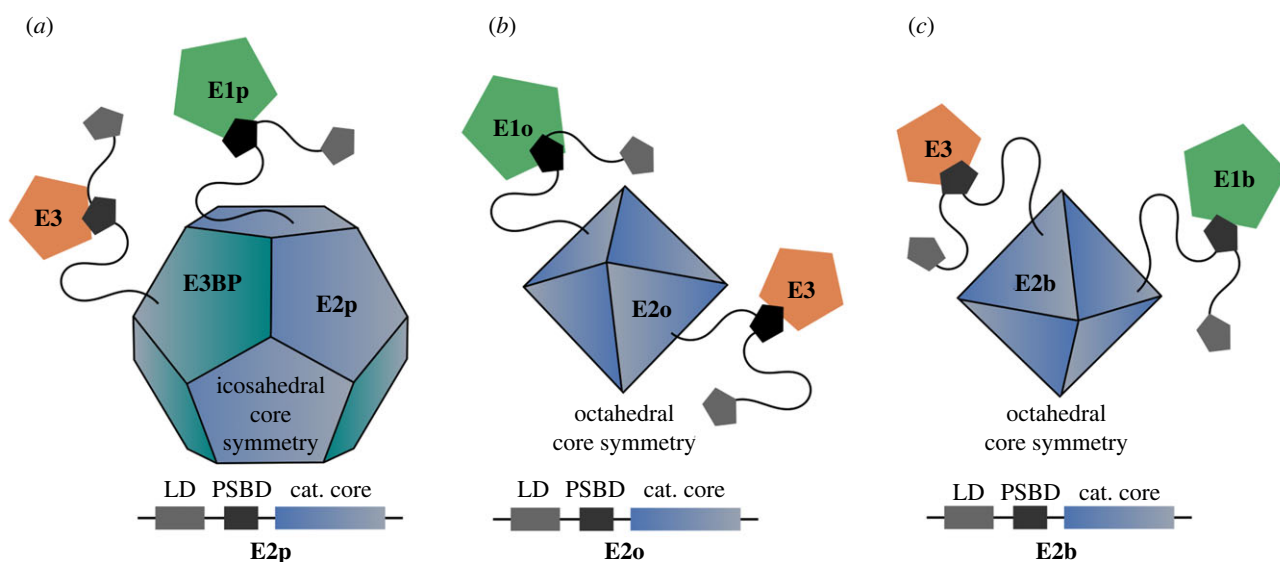 (a)
(b)
(c)
E1p
E3
E3BP
E2p
icosahedral
core
symmetry
LD PSBD cat. core
E2p
E1o
E3
E2o
octahedral
core symmetry
LD PSBD cat. core
E2o
E3
E1b
E2b
octahedral
core symmetry
LD PSBD cat. core
E2b